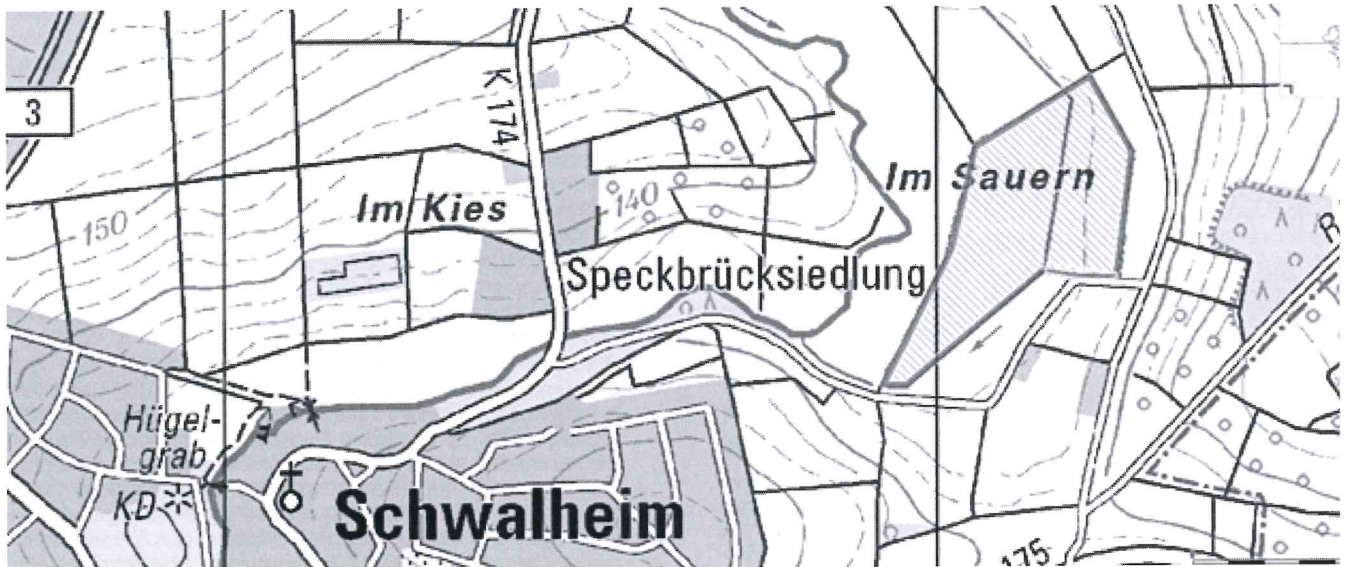 3
K 174
Im Kies
150
140
Im Sauern
Speckbrücksiedlung
Hügel-
grab
KD
Schwalheim
175
R